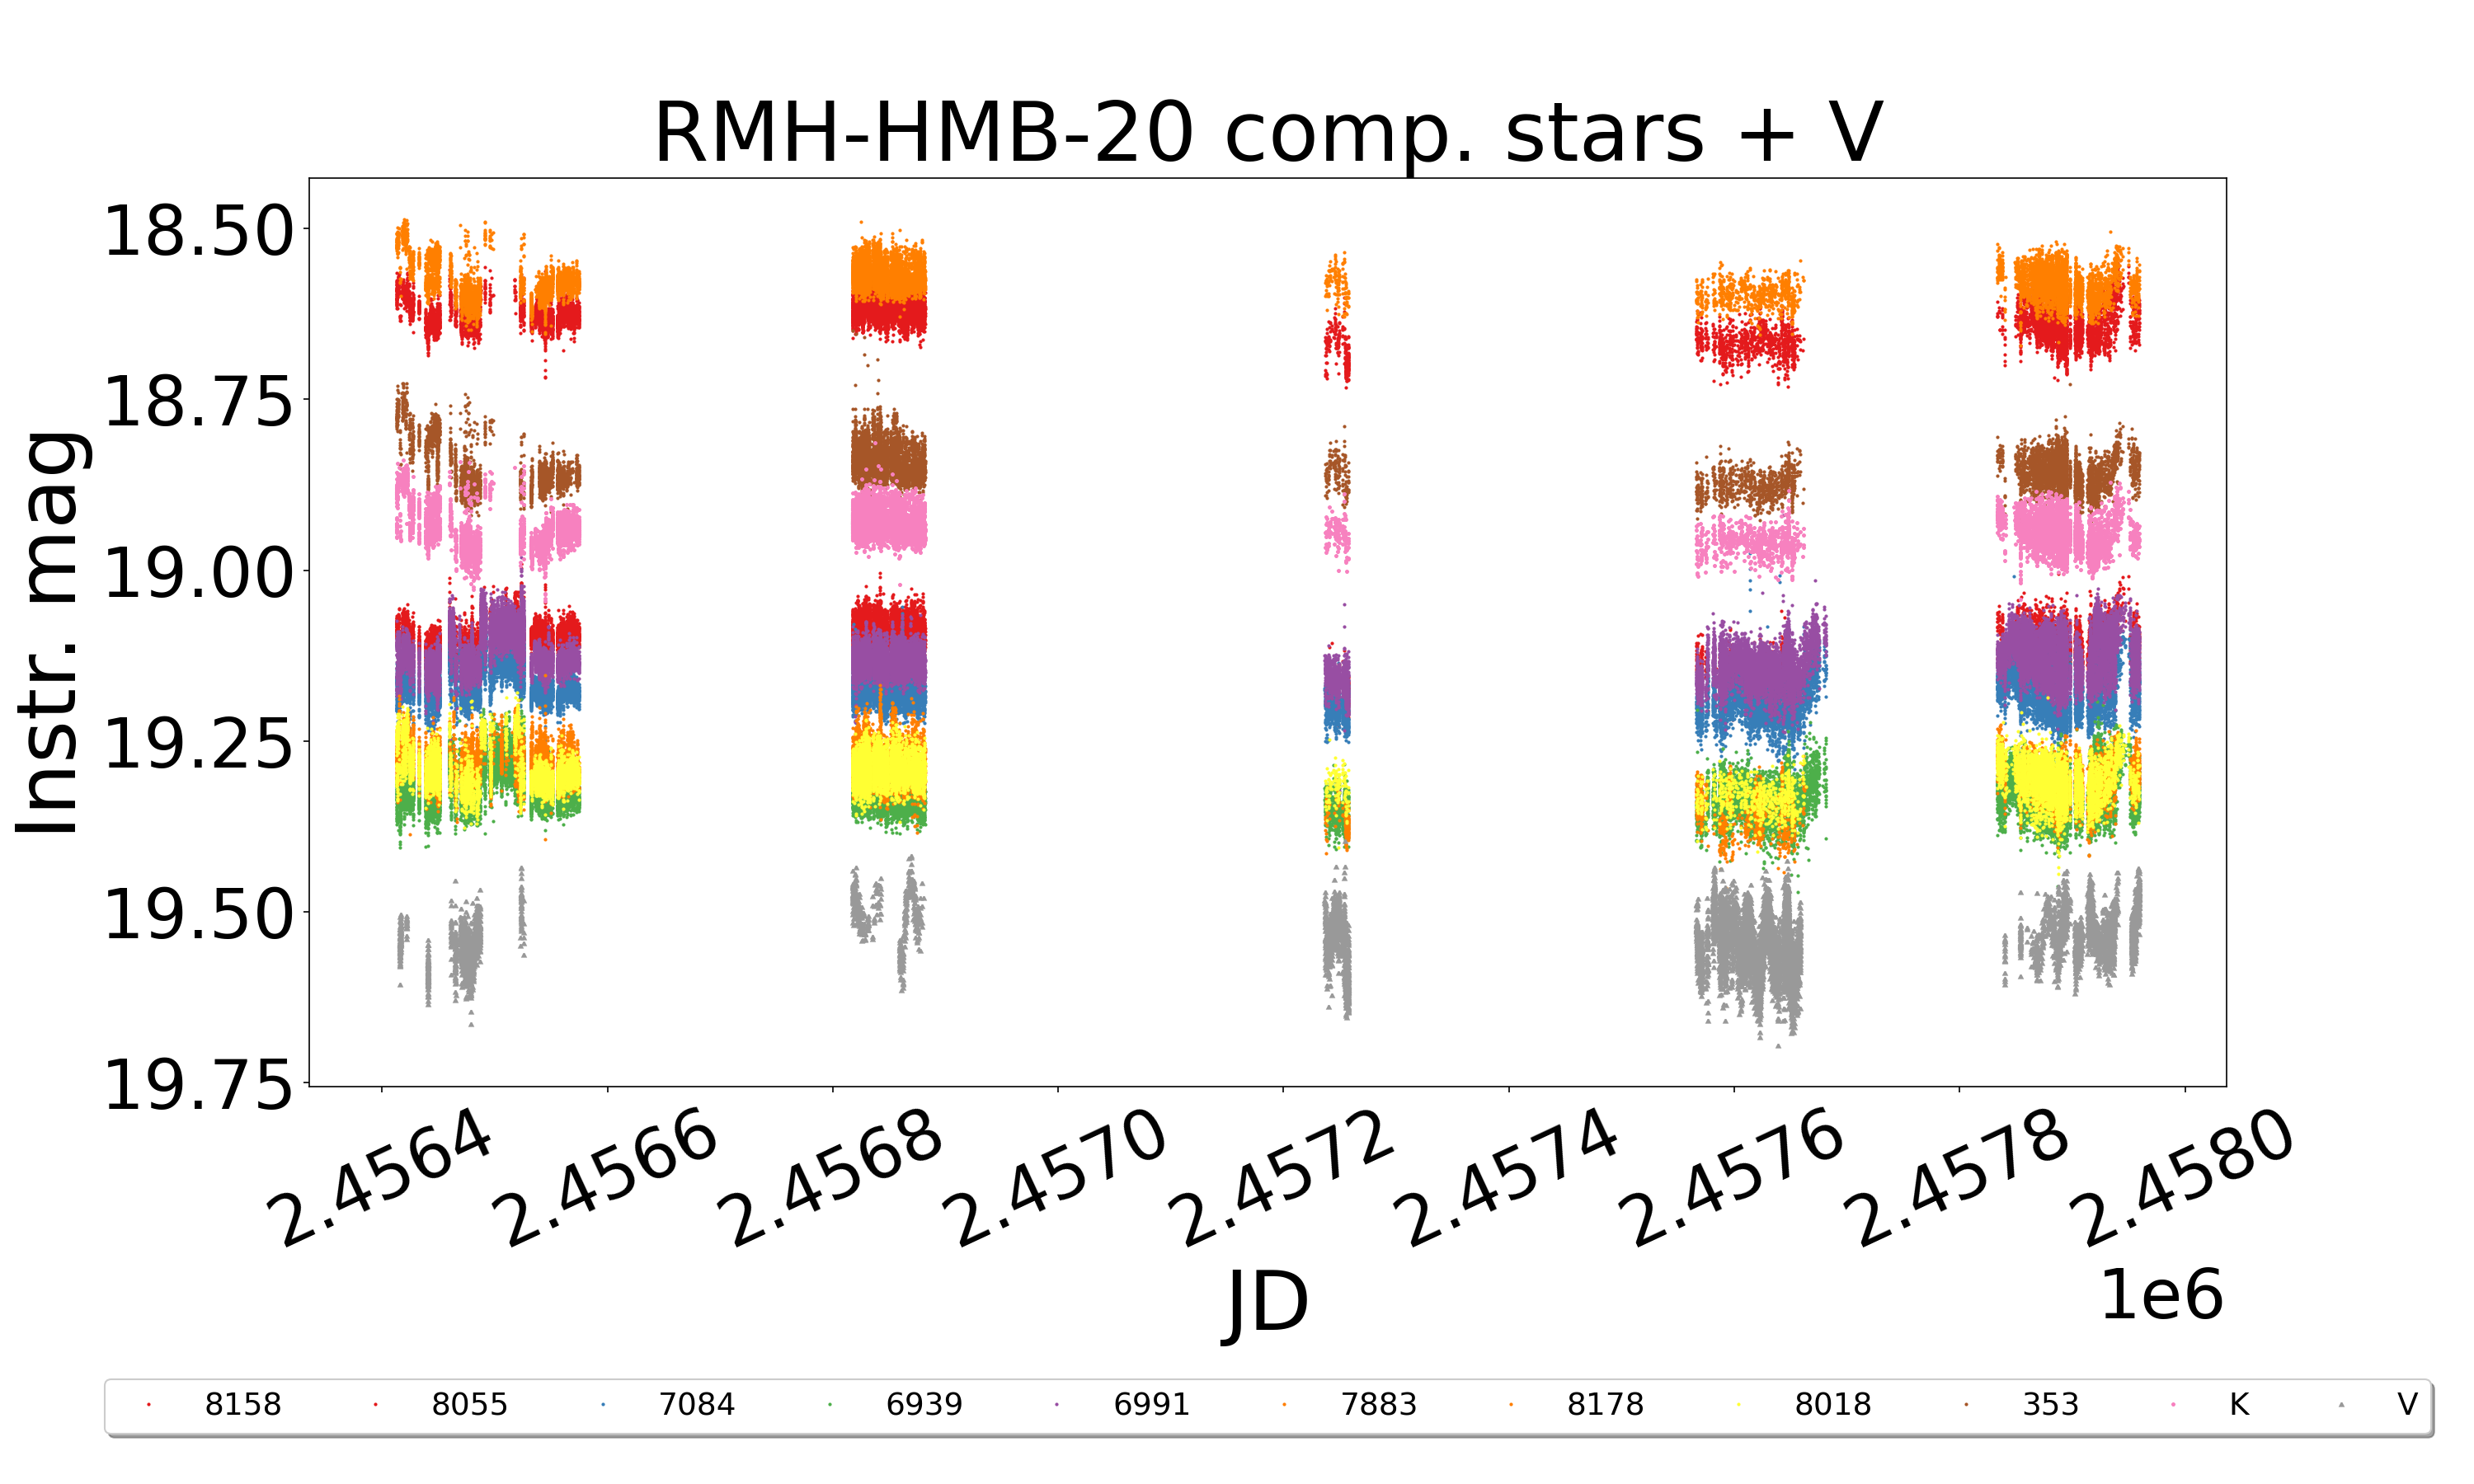 RMH-HMB-20 comp. stars + V
Instr. mag
18.50
18.75
19.00
19.25
19.50
19.75
2.4564 2.4566 2.4568 2.4570 2.4572 2.4574 2.4576 2.4578 2.4580
JD
1e6
8158 8055 7084 6939 6991 7883 8178 8018 353 K V